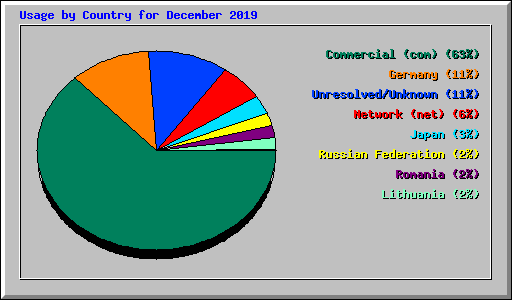 Usage by Country for December 2019
Commercial (com) (63%)
Germany (11%)
Unresolved/Unknown (11%)
Network (net) (6%)
Japan (3%)
Russian Federation (2%)
Romania (2%)
Lithuania (2%)